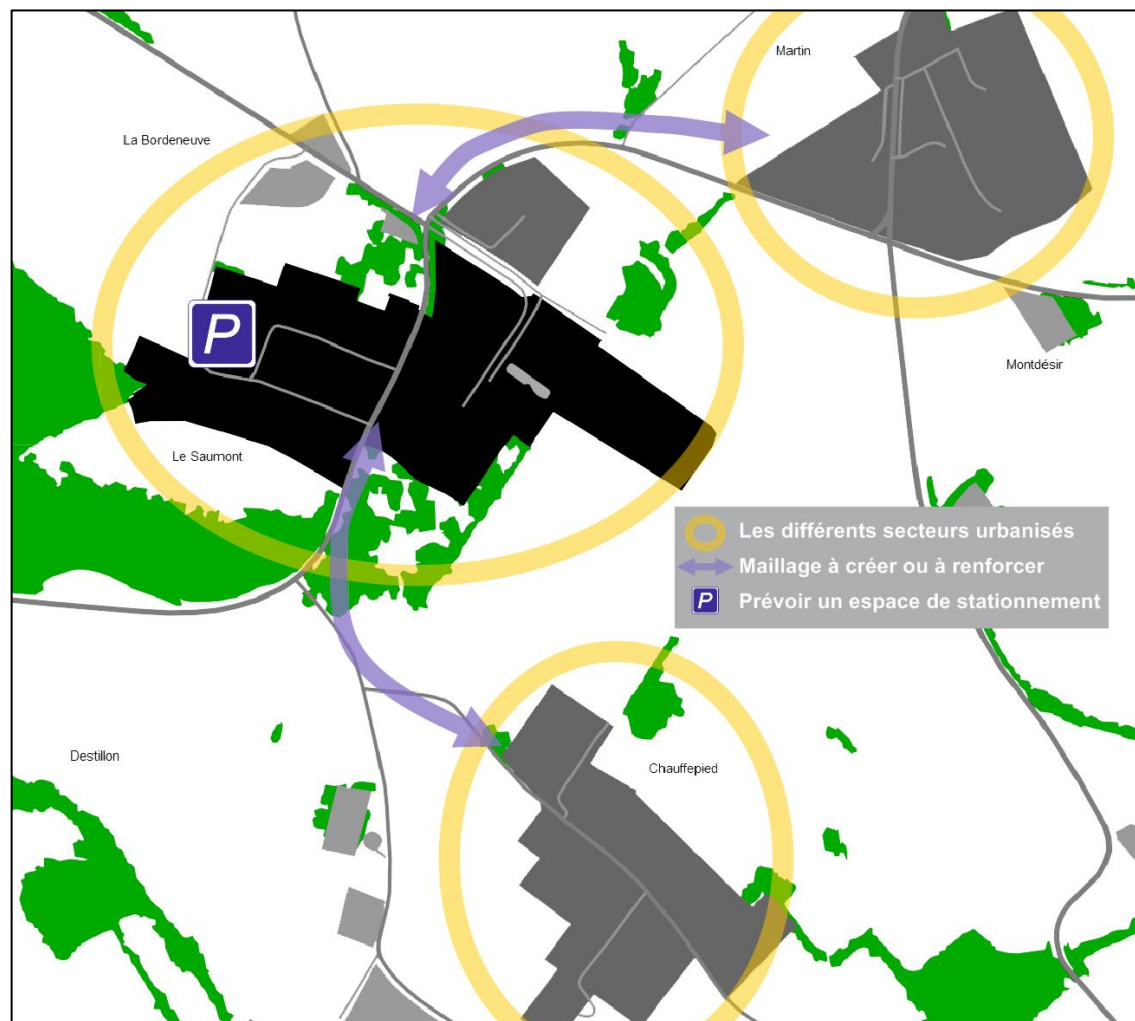 Martin
La Bordeneuve
P
Montdésir
Le Saumont
Les différents secteurs urbanisés
Maillage à créer ou à renforcer
P Prévoir un espace de stationnement
Destillon
Chauffepied